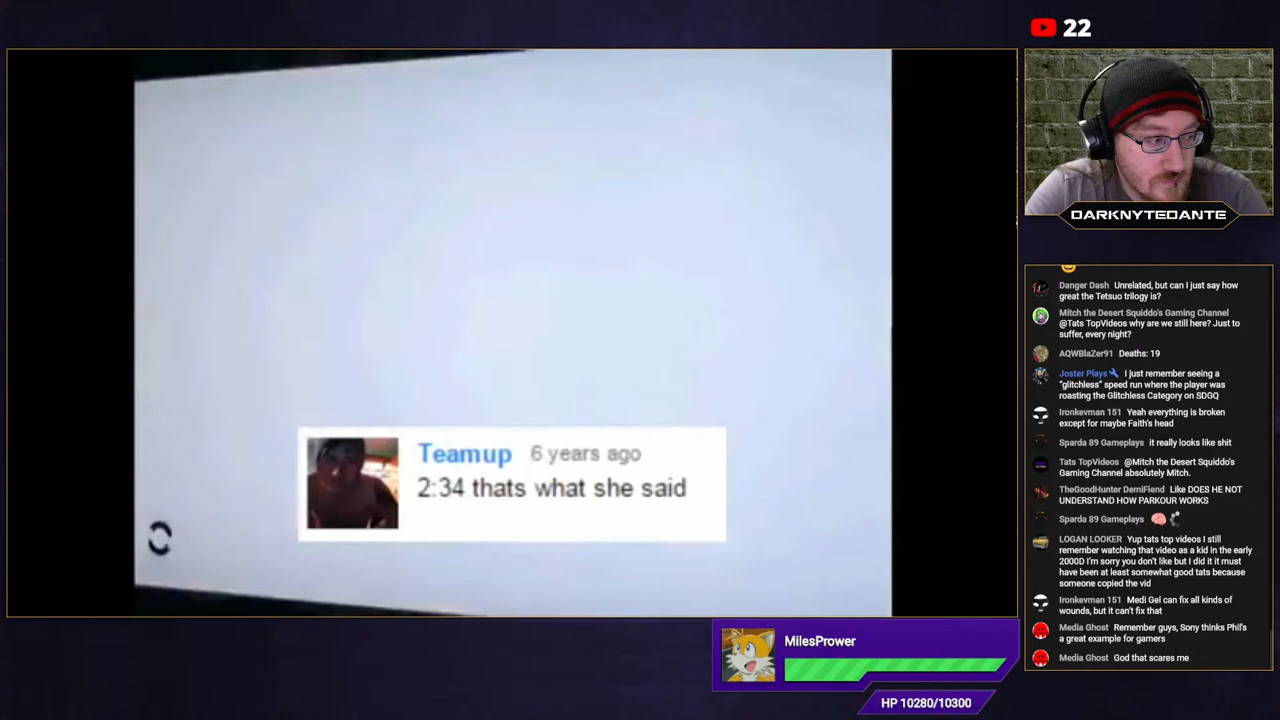 22
DARKNYTEDANTE
Teamup 6 years ago
2:34 thats what she said
Danger Dash Unrelated, but can I just say how
great the Tetsuo trilogy is?
Mitch the Desert Squiddo's Gaming Channel
@Tats TopVideos why are we still here? Just to
suffer, every night?
AQWBlaZer91 Deaths: 19
Joster Plays I just remember seeing a
"glitchless" speed run where the player was
roasting the Glitchless Category on SDGQ
Ironkevman 151 Yeah everything is broken
except for maybe Faith's head
Sparda 89 Gameplays it really looks like shit
Tats TopVideos @Mitch the Desert Squiddo's
Gaming Channel absolutely Mitch.
TheGoodHunter DemiFiend Like DOES HE NOT
UNDERSTAND HOW PARKOUR WORKS
Sparda 89 Gameplays
LOGAN LOOKER Yup tats top videos I still
remember watching that video as a kid in the early
2000D I'm sorry you don't like but I did it it must
have been at least somewhat good tats because
someone copied the vid
Ironkevman 151 Medi Gel can fix all kinds of
wounds, but it can't fix that
Media Ghost Remember guys, Sony thinks Phil's
a great example for gamers
Media Ghost God that scares me
MilesPrower
HP 10280/10300